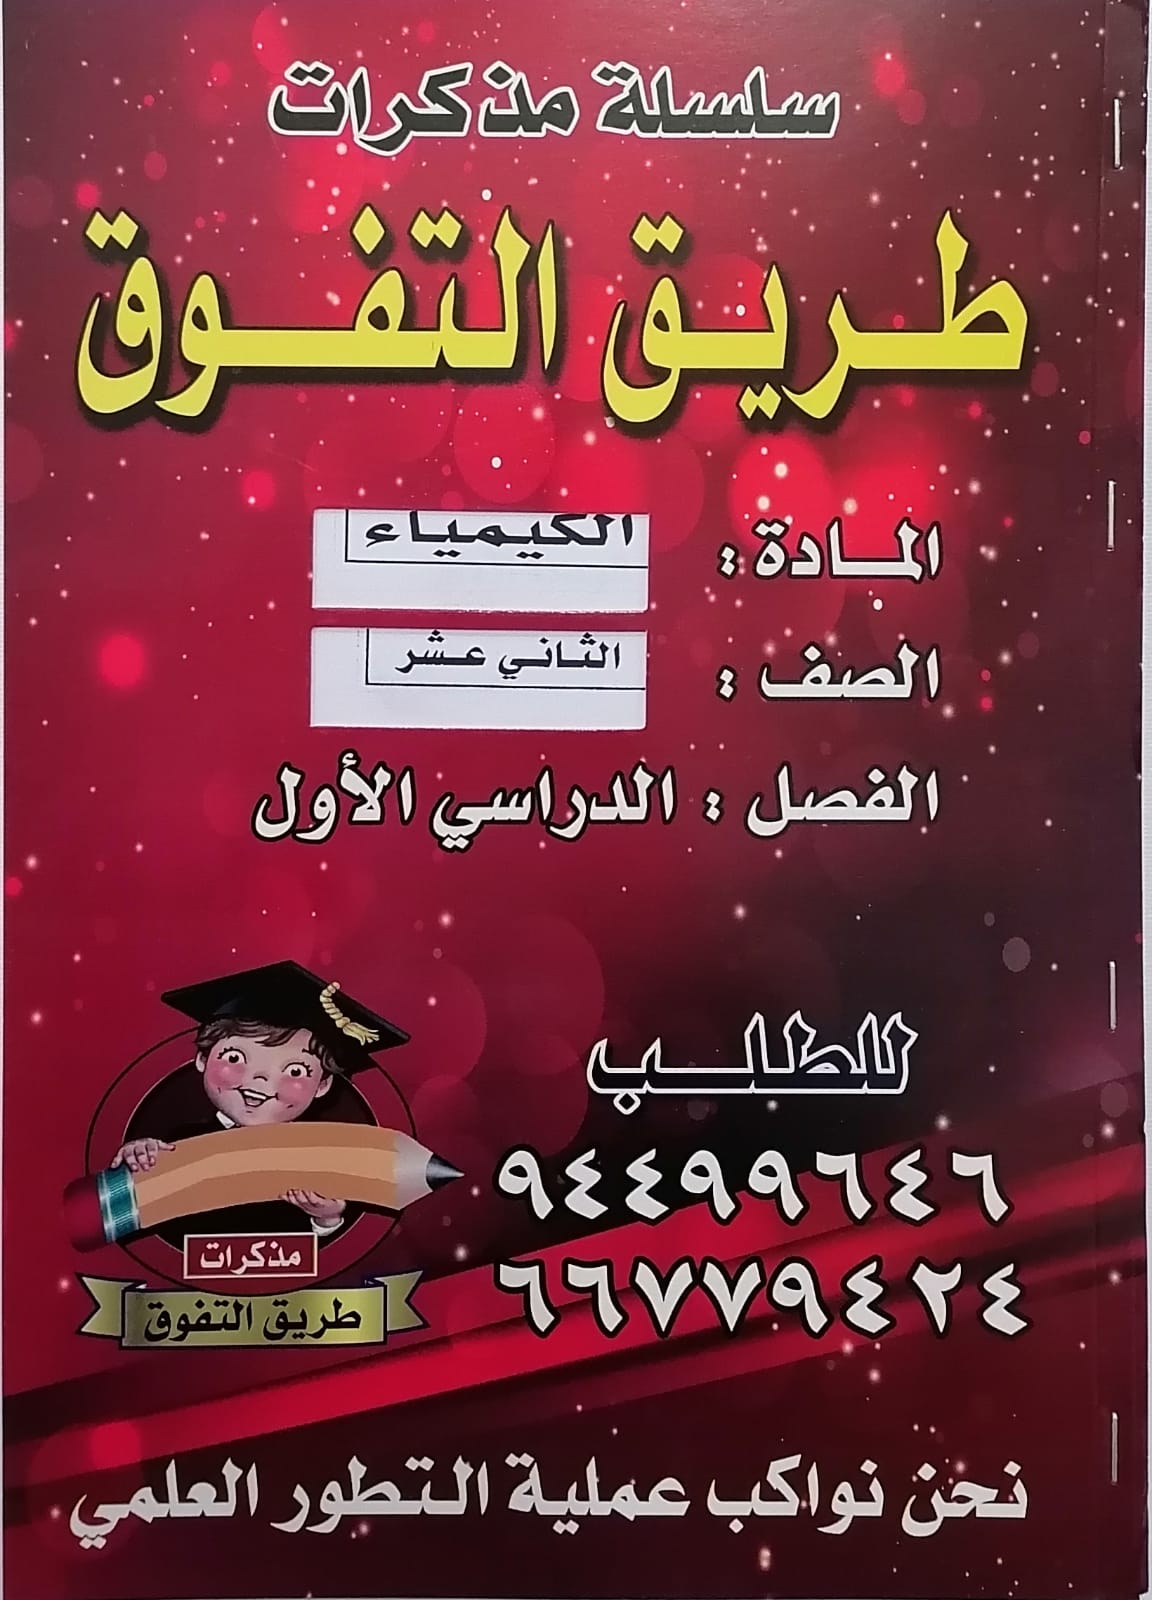 سلسلة مذكرات
طريق التفوق
المادة : الكيمياء
الصف : الثاني عشر
الفصل : الدراسي الأول
للطلب
٩٤٤٩٩٦٤٦
٦٦٧٧٩٤٢٤
مذكرات
طريق التفوق
نحن نواكب عملية التطور العلمي